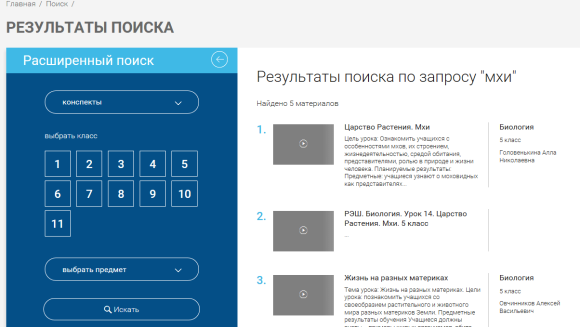 Главная / Поиск /
РЕЗУЛЬТАТЫ ПОИСКА
Расширенный поиск
конспекты
выбрать класс
1 2 3 4 5
6 7 8 9 10
11
выбрать предмет
Искать
Результаты поиска по запросу "мхи"
Найдено 5 материалов
1.
Царство Растения. Мхи
Цель урока: Ознакомить учащихся с
особенностями мхов, их строением,
жизнедеятельностью, средой обитания,
представителями, ролью в природе и жизни
человека. Планируемые результаты:
Предметные: учащиеся узнают о моховидных
как представителях...
Биология
5 класс
Головенькина Алла
Николаевна
2.
РЭШ. Биология. Урок 14. Царство
Растения. Мхи. 5 класс
...
3.
Жизнь на разных материках
Тема урока: Жизнь на разных материках. Цели
урока: познакомить учащихся со
своеобразием растительного и животного
мира разных материков Земли. Предметные
результаты обучения Учащиеся должны
Биология
5 класс
Овчинников Алексей
Васильевич